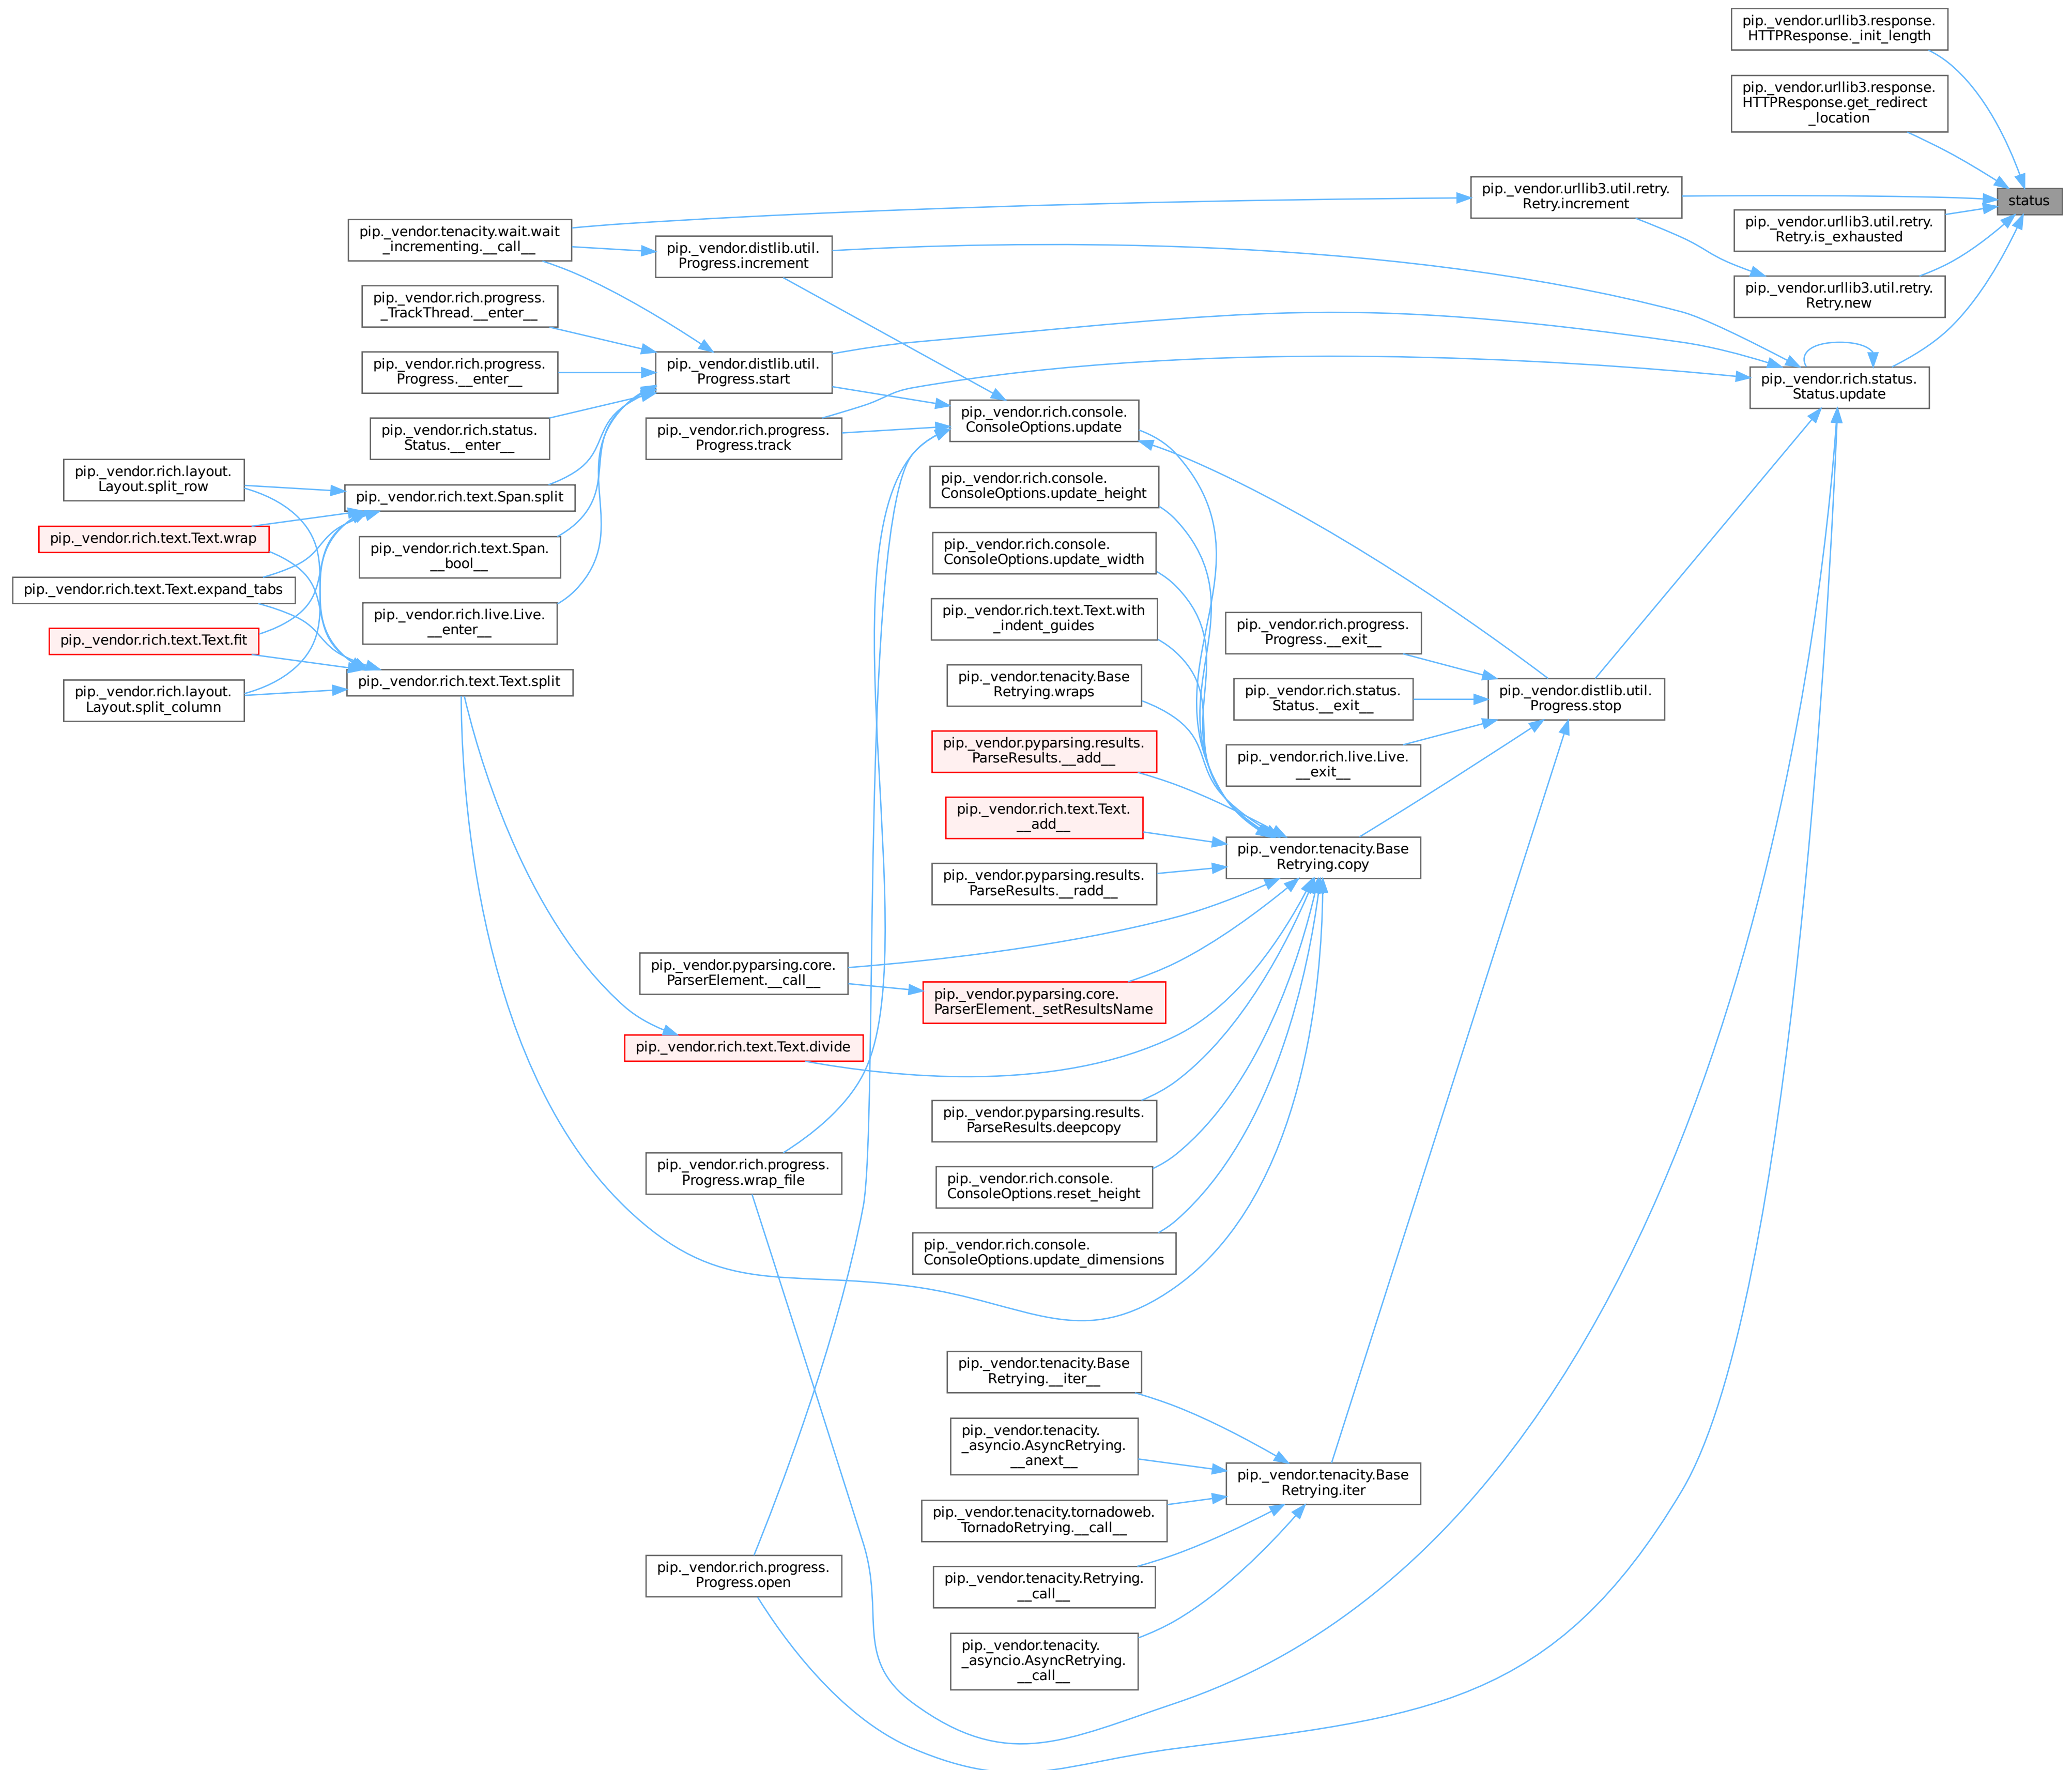 pip._vendor.urllib3.response.
HTTPResponse._init_length
pip._vendor.urllib3.response.
HTTPResponse.get_redirect
_location
status
pip._vendor.urllib3.util.retry.
Retry.increment
pip._vendor.urllib3.util.retry.
Retry.is_exhausted
pip._vendor.urllib3.util.retry.
Retry.new
pip._vendor.rich.status.
Status.update
pip._vendor.tenacity.wait.wait
_incrementing.__call__
pip._vendor.distlib.util.
Progress.increment
pip._vendor.rich.progress.
_TrackThread.__enter__
pip._vendor.rich.progress.
Progress.__enter__
pip._vendor.distlib.util.
Progress.start
pip._vendor.rich.status.
Status.__enter__
pip._vendor.rich.progress.
Progress.track
pip._vendor.rich.console.
ConsoleOptions.update
pip._vendor.rich.layout.
Layout.split_row
pip._vendor.rich.text.Span.split
pip._vendor.rich.console.
ConsoleOptions.update_height
pip._vendor.rich.text.Text.wrap
pip._vendor.rich.text.Span.
__bool__
pip._vendor.rich.console.
ConsoleOptions.update_width
pip._vendor.rich.text.Text.expand_tabs
pip._vendor.rich.live.Live.
__enter__
pip._vendor.rich.text.Text.with
_indent_guides
pip._vendor.rich.progress.
Progress.__exit__
pip._vendor.rich.text.Text.fit
pip._vendor.rich.text.Text.split
pip._vendor.tenacity.Base
Retrying.wraps
pip._vendor.rich.status.
Status.__exit__
pip._vendor.distlib.util.
Progress.stop
pip._vendor.rich.layout.
Layout.split_column
pip._vendor.pyparsing.results.
ParseResults.__add__
pip._vendor.rich.live.Live.
__exit__
pip._vendor.rich.text.Text.
__add__
pip._vendor.tenacity.Base
Retrying.copy
pip._vendor.pyparsing.results.
ParseResults.__radd__
pip._vendor.pyparsing.core.
ParserElement.__call__
pip._vendor.pyparsing.core.
ParserElement._setResultsName
pip._vendor.rich.text.Text.divide
pip._vendor.pyparsing.results.
ParseResults.deepcopy
pip._vendor.rich.progress.
Progress.wrap_file
pip._vendor.rich.console.
ConsoleOptions.reset_height
pip._vendor.rich.console.
ConsoleOptions.update_dimensions
pip._vendor.tenacity.Base
Retrying.__iter__
pip._vendor.tenacity.
_asyncio.AsyncRetrying.
__anext__
pip._vendor.tenacity.Base
Retrying.iter
pip._vendor.tenacity.tornadoweb.
TornadoRetrying.__call__
pip._vendor.rich.progress.
Progress.open
pip._vendor.tenacity.Retrying.
__call__
pip._vendor.tenacity.
_asyncio.AsyncRetrying.
__call__